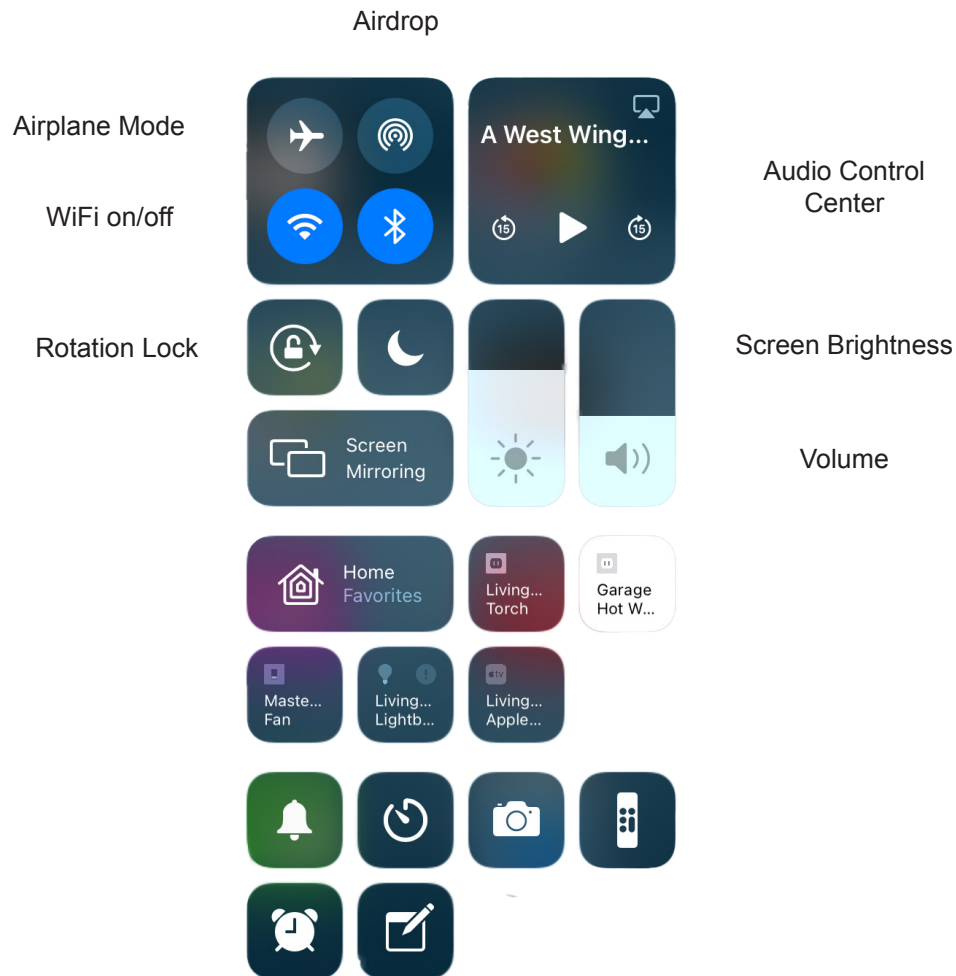 Airdrop
Airplane Mode
A West Wing...
Audio Control
Center
WiFi on/off
15
15
Rotation Lock
Screen Brightness
Screen
Mirroring
Volume
Home
Favorites
Living...
Torch
Garage
Hot W...
Maste...
Fan
Living...
Lightb...
tv
Living...
Apple...